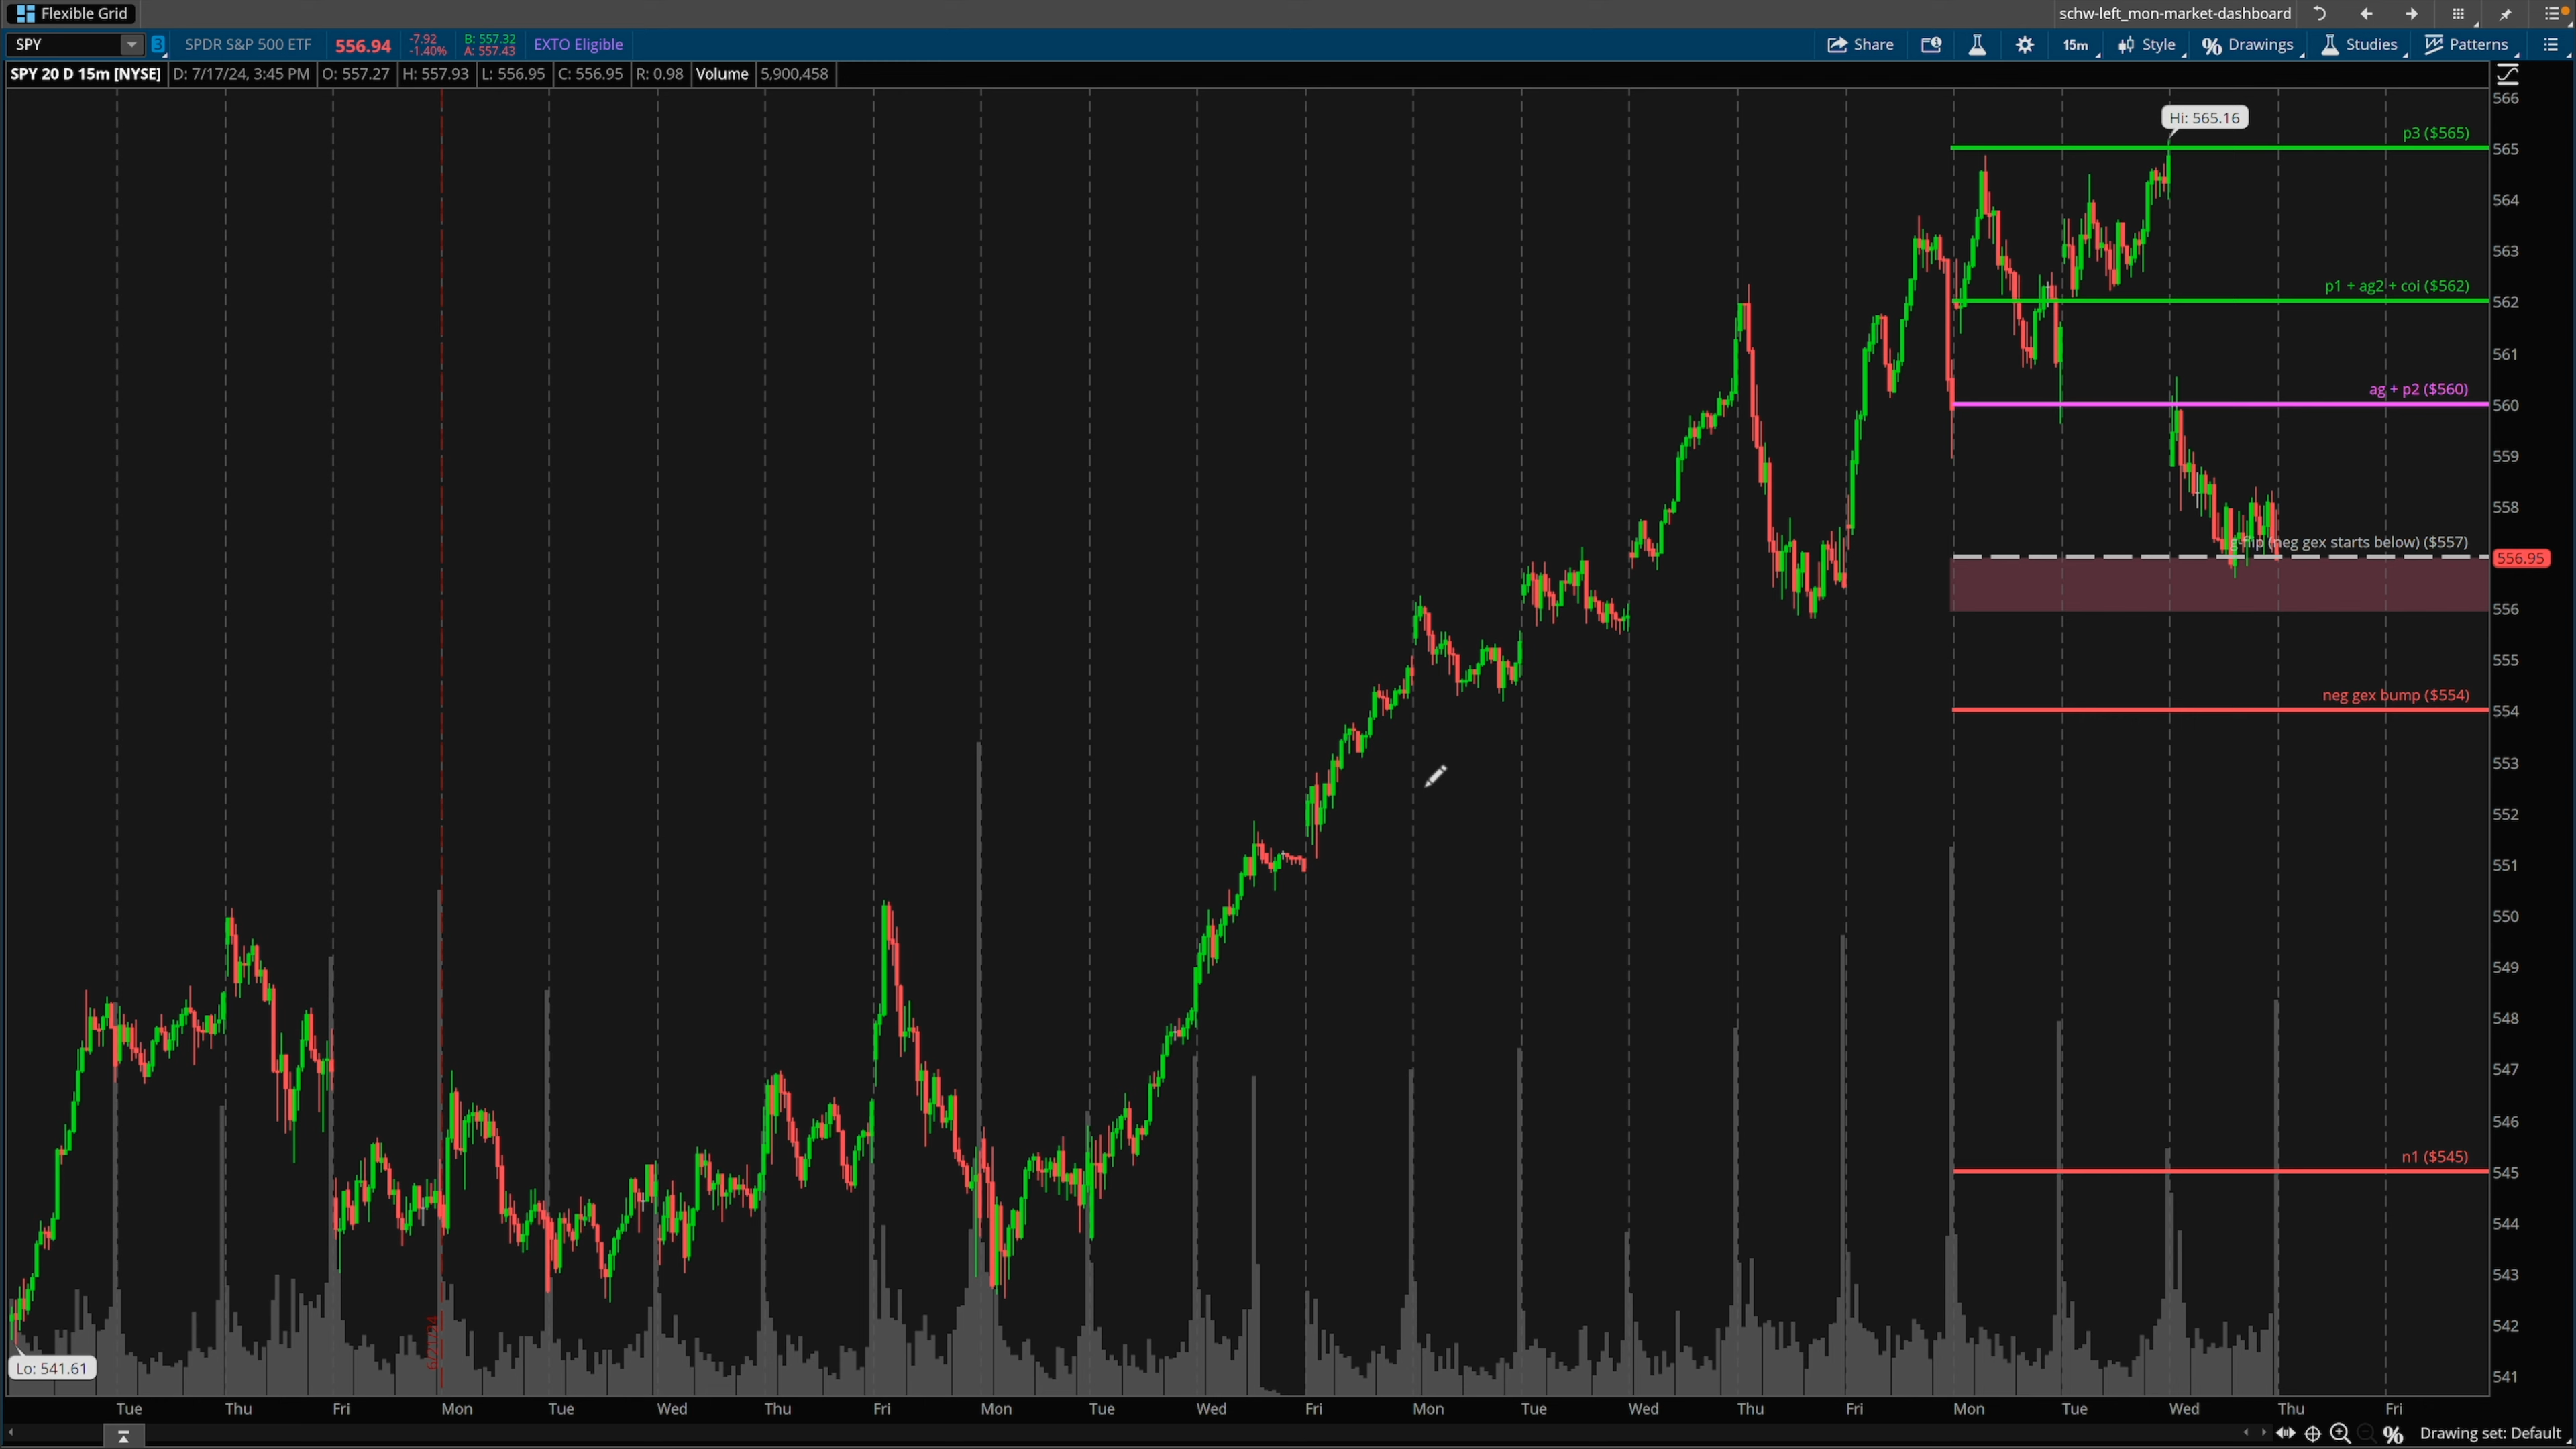 Flexible Grid
schw-left_mon-market-dashboard
SPY
3
SPDR S&P 500 ETF
556.94
-7.92
-1.40%
B: 557.32
A: 557.43
EXTO Eligible
Share
15m
Style
Drawings
Studies
Patterns
SPY 20 D 15m [NYSE]
D: 7/17/24, 3:45 PM
O: 557.27
H: 557.93
L: 556.95
C: 556.95
R: 0.98
Volume
5,900,458
Hi: 565.16
p3 ($565)
p1 + ag2 + coi ($562)
ag + p2 ($560)
(neg gex starts below) ($557)
556.95
neg gex bump ($554)
n1 ($545)
Lo: 541.61
566
565
564
563
562
561
560
559
558
556
555
554
553
552
551
550
549
548
547
546
545
544
543
542
541
Tue
Thu
Fri
Mon
Tue
Wed
Thu
Fri
Mon
Tue
Wed
Fri
Mon
Tue
Wed
Thu
Fri
Mon
Tue
Wed
Thu
Fri
Drawing set: Default